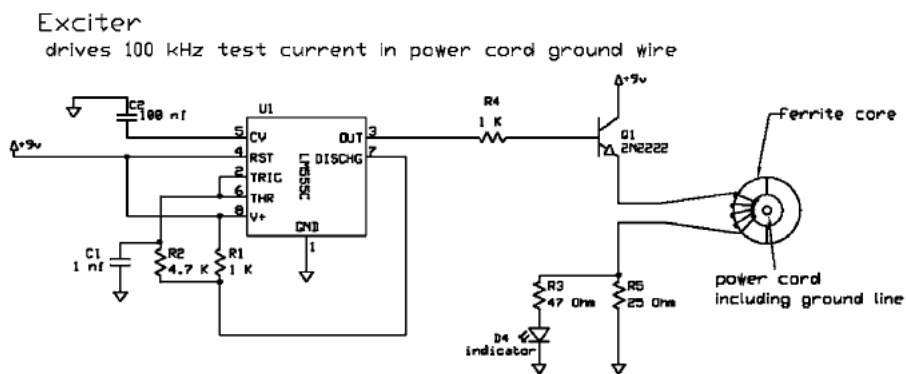 Exciter
drives 100 kHz test current in power cord ground wire
+9v
C2
100 nf
U1
R4
1 K
Q1
2N2222
ferrite core
5 CV
OUT 3
+9v
4 RST
DISCHG 7
2 TRIG
LM555C
6 THR
8 V+
GND
1
C1
1 nf
R2
4.7 K
R1
1 K
R3
47 Ohm
R5
25 Ohm
D4
indicator
power cord
including ground line